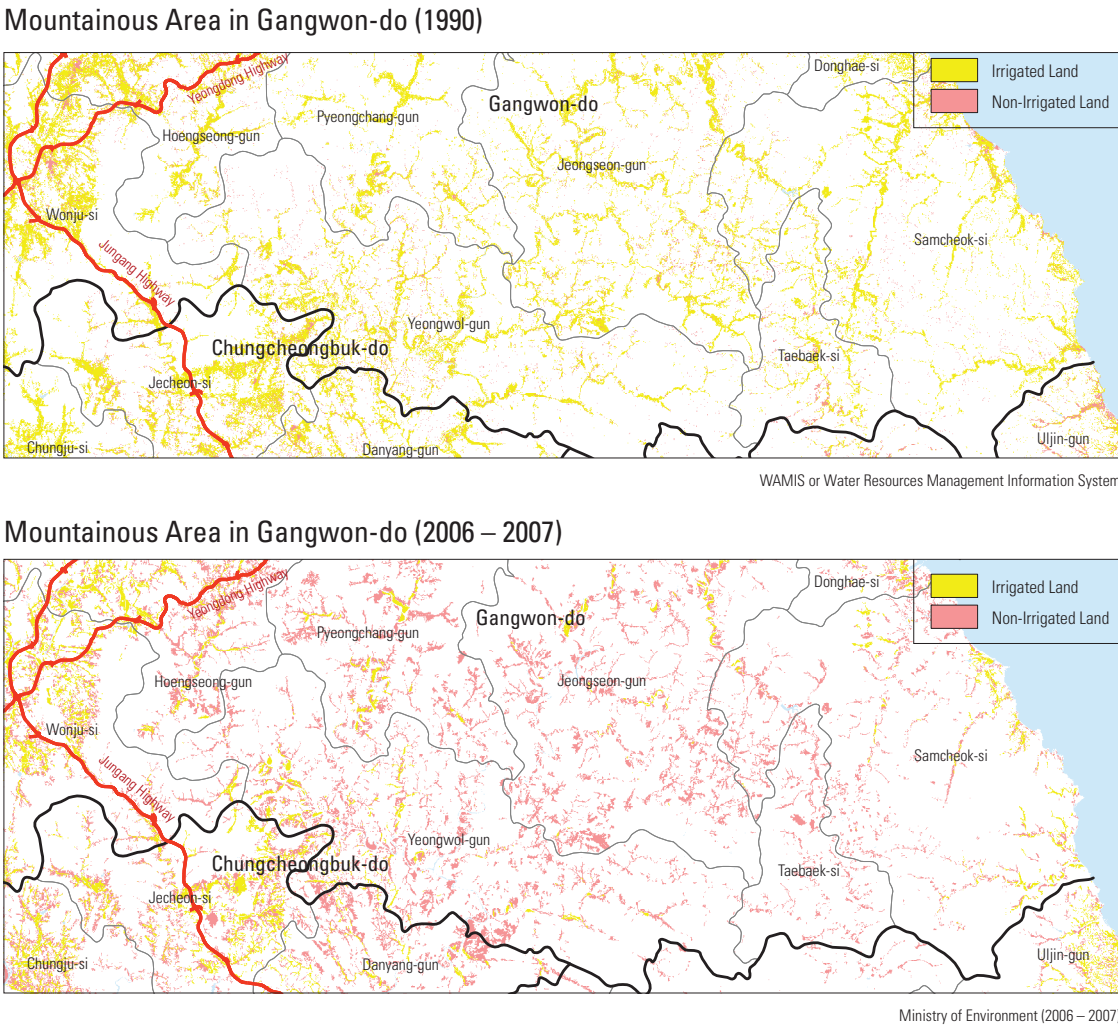 Mountainous Area in Gangwon-do (1990)
Donghae-si
Irrigated Land
Yeongdong Highway
Non-Irrigated Land
Gangwon-do
Pyeongchang-gun
Hoengseong-gun
Jeongseon-gun
Wonju-si
Samcheok-si
Jungang Highway
Yeongwol-gun
Chungcheongbuk-do
Taebaek-si
Jecheon-si
Uljin-gun
Chungju-si
Danyang-gun
WAMIS or Water Resources Management Information System
Mountainous Area in Gangwon-do (2006 – 2007)
Donghae-si
Irrigated Land
Yeongdong Highway
Non-Irrigated Land
Gangwon-do
Pyeongchang-gun
Hoengseong-gun
Jeongseon-gun
Wonju-si
Samcheok-si
Jungang Highway
Yeongwol-gun
Chungcheongbuk-do
Taebaek-si
Jecheon-si
Uljin-gun
Chungju-si
Danyang-gun
Ministry of Environment (2006 – 2007